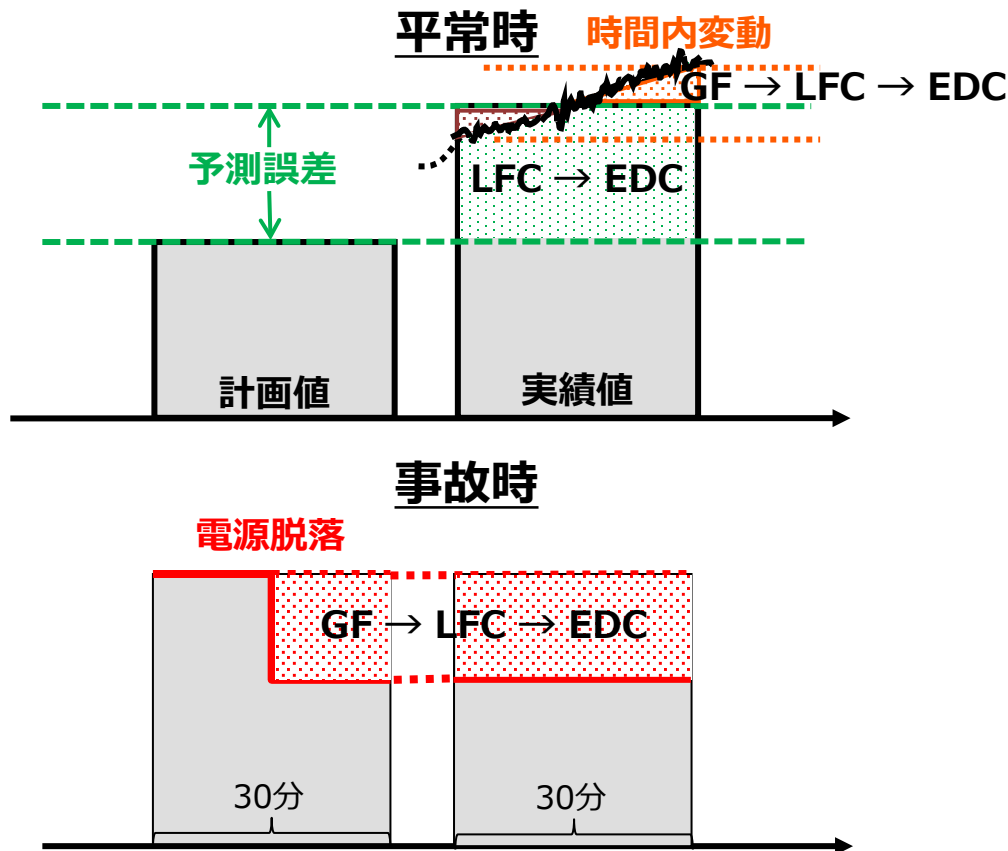 平常時
時間内変動
GF → LFC → EDC
予測誤差
LFC → EDC
計画値
実績値
事故時
電源脱落
GF → LFC → EDC
30分
30分